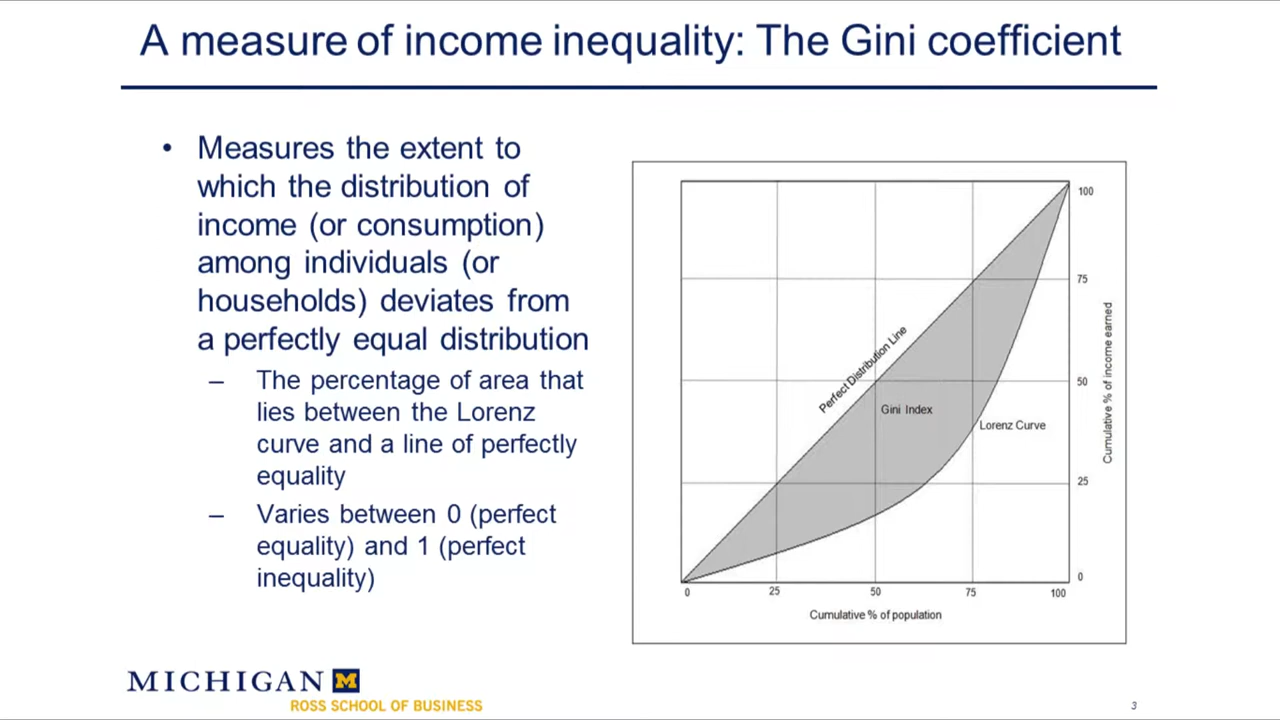 A measure of income inequality: The Gini coefficient
• Measures the extent to
which the distribution of
income (or consumption)
among individuals (or
households) deviates from
a perfectly equal distribution
– The percentage of area that
lies between the Lorenz
curve and a line of perfectly
equality
– Varies between 0 (perfect
equality) and 1 (perfect
inequality)
100
75
50
25
0
Cumulative % of income earned
Perfect Distribution Line
Gini Index
Lorenz Curve
0 25 50 75 100
Cumulative % of population
MICHIGAN M
ROSS SCHOOL OF BUSINESS
3